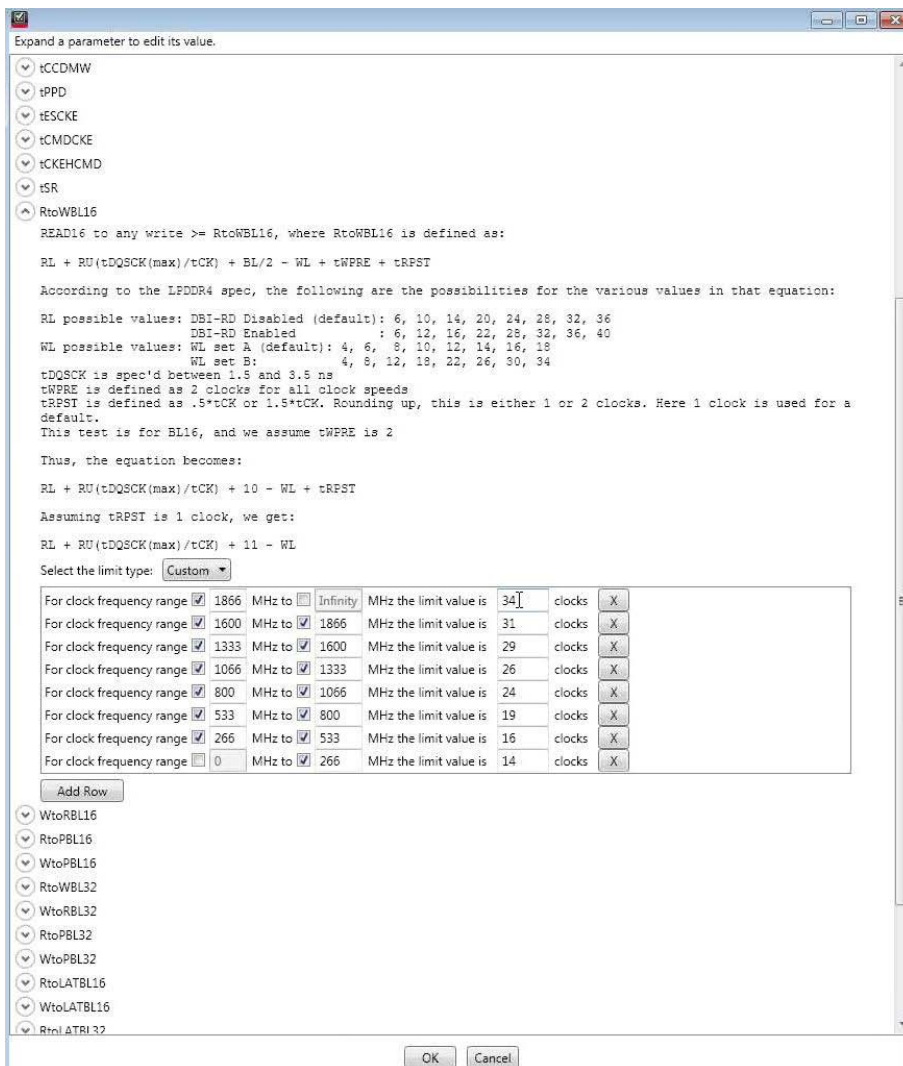 Expand a parameter to edit its value.
tCCDMW
tPPD
tESCKE
tCMDCKE
tCKEHCMD
tSR
RtoWBL16
READ16 to any write >= RtoWBL16, where RtoWBL16 is defined as:
RL + RU(tDQSCK(max)/tCK) + BL/2 - WL + tWPRE + tRPST
According to the LPDDR4 spec, the following are the possibilities for the various values in that equation:
RL possible values: DBI-RD Disabled (default): 6, 10, 14, 20, 24, 28, 32, 36
DBI-RD Enabled : 6, 12, 16, 22, 28, 32, 36, 40
WL possible values: WL set A (default): 4, 6, 8, 10, 12, 14, 16, 18
WL set B: 4, 8, 12, 18, 22, 26, 30, 34
tDQSCK is spec'd between 1.5 and 3.5 ns
tWPRE is defined as 2 clocks for all clock speeds
tRPST is defined as .5*tCK or 1.5*tCK. Rounding up, this is either 1 or 2 clocks. Here 1 clock is used for a
default.
This test is for BL16, and we assume tWPRE is 2
Thus, the equation becomes:
RL + RU(tDQSCK(max)/tCK) + 10 - WL + tRPST
Assuming tRPST is 1 clock, we get:
RL + RU(tDQSCK(max)/tCK) + 11 - WL
Select the limit type: Custom
For clock frequency range 1866 MHz to Infinity MHz the limit value is 34 clocks X
For clock frequency range 1600 MHz to 1866 MHz the limit value is 31 clocks X
For clock frequency range 1333 MHz to 1600 MHz the limit value is 29 clocks X
For clock frequency range 1066 MHz to 1333 MHz the limit value is 26 clocks X
For clock frequency range 800 MHz to 1066 MHz the limit value is 24 clocks X
For clock frequency range 533 MHz to 800 MHz the limit value is 19 clocks X
For clock frequency range 266 MHz to 533 MHz the limit value is 16 clocks X
For clock frequency range 0 MHz to 266 MHz the limit value is 14 clocks X
Add Row
WtoRBL16
RtoPBL16
WtoPBL16
RtoWBL32
WtoRBL32
RtoPBL32
WtoPBL32
RtoLATBL16
WtoLATBL16
RtoLATBL32
OK Cancel